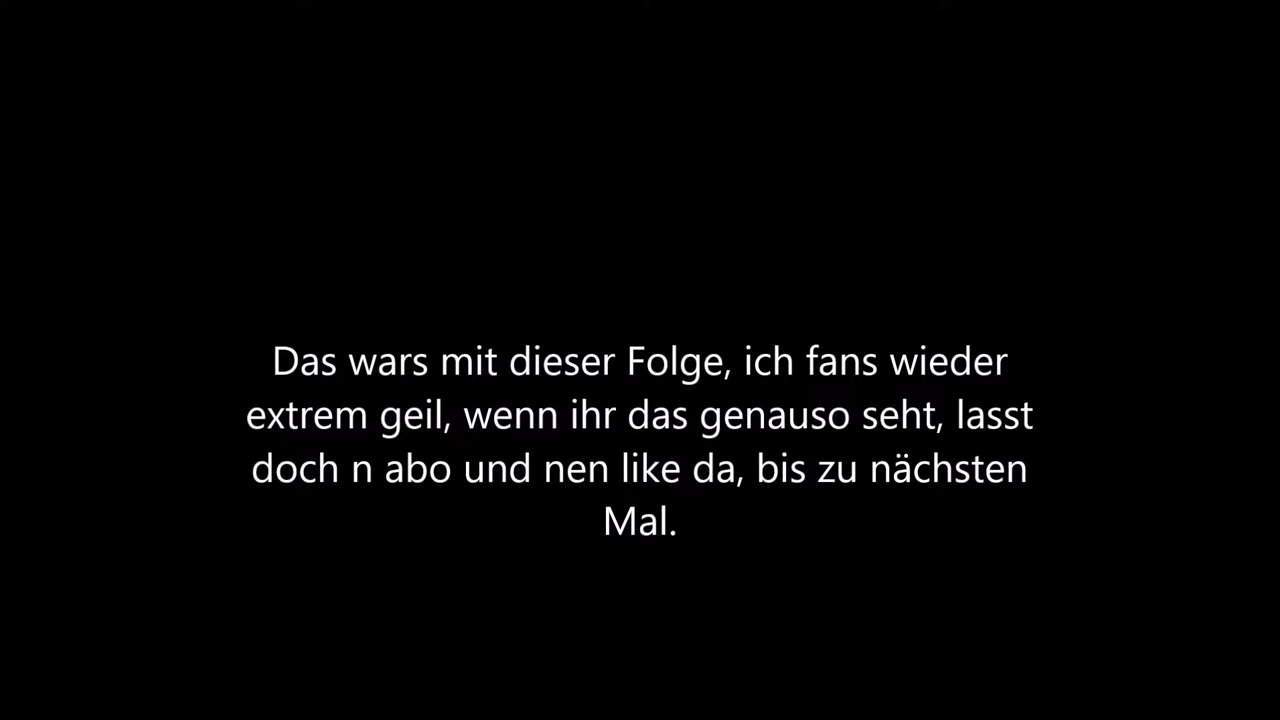 Das wars mit dieser Folge, ich fans wieder
extrem geil, wenn ihr das genauso seht, lasst
doch n abo und nen like da, bis zu nächsten
Mal.